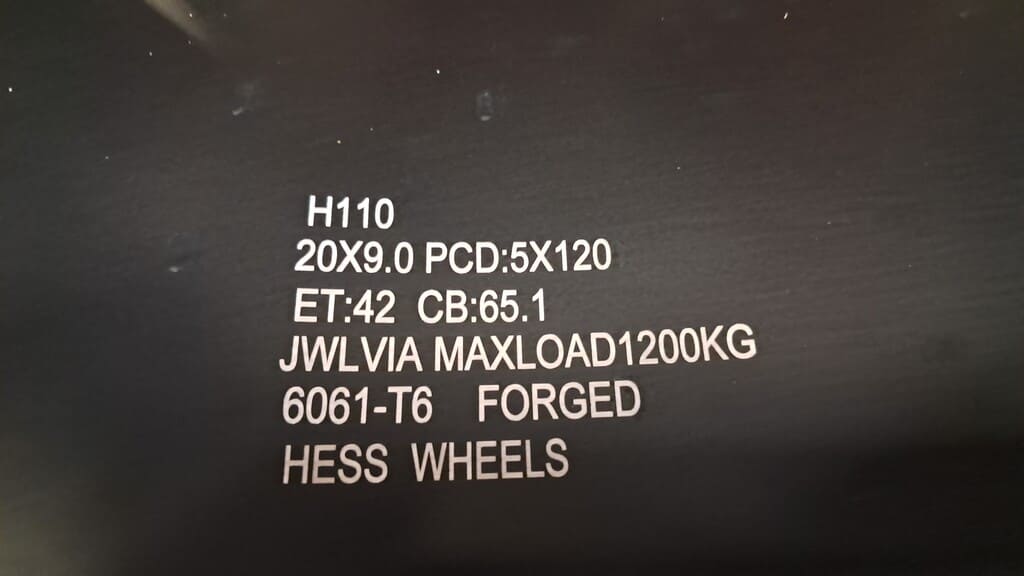 H110
20X9.0 PCD:5X120
ET:42 CB:65.1
JWLVIA MAXLOAD1200KG
6061-T6 FORGED
HESS WHEELS